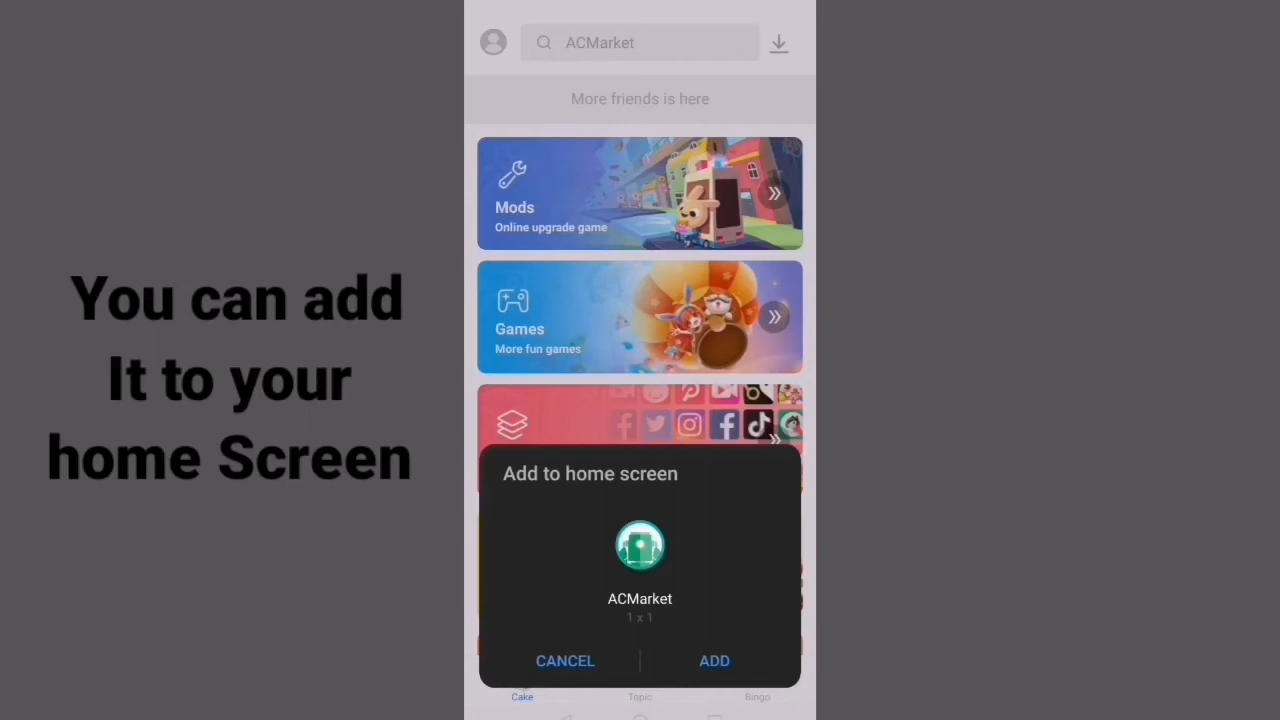 You can add
It to your
home Screen
ACMarket
More friends is here
Mods
Online upgrade game
Games
More fun games
Add to home screen
ACMarket
1 x 1
CANCEL
ADD
Cake
Topic
Bingo